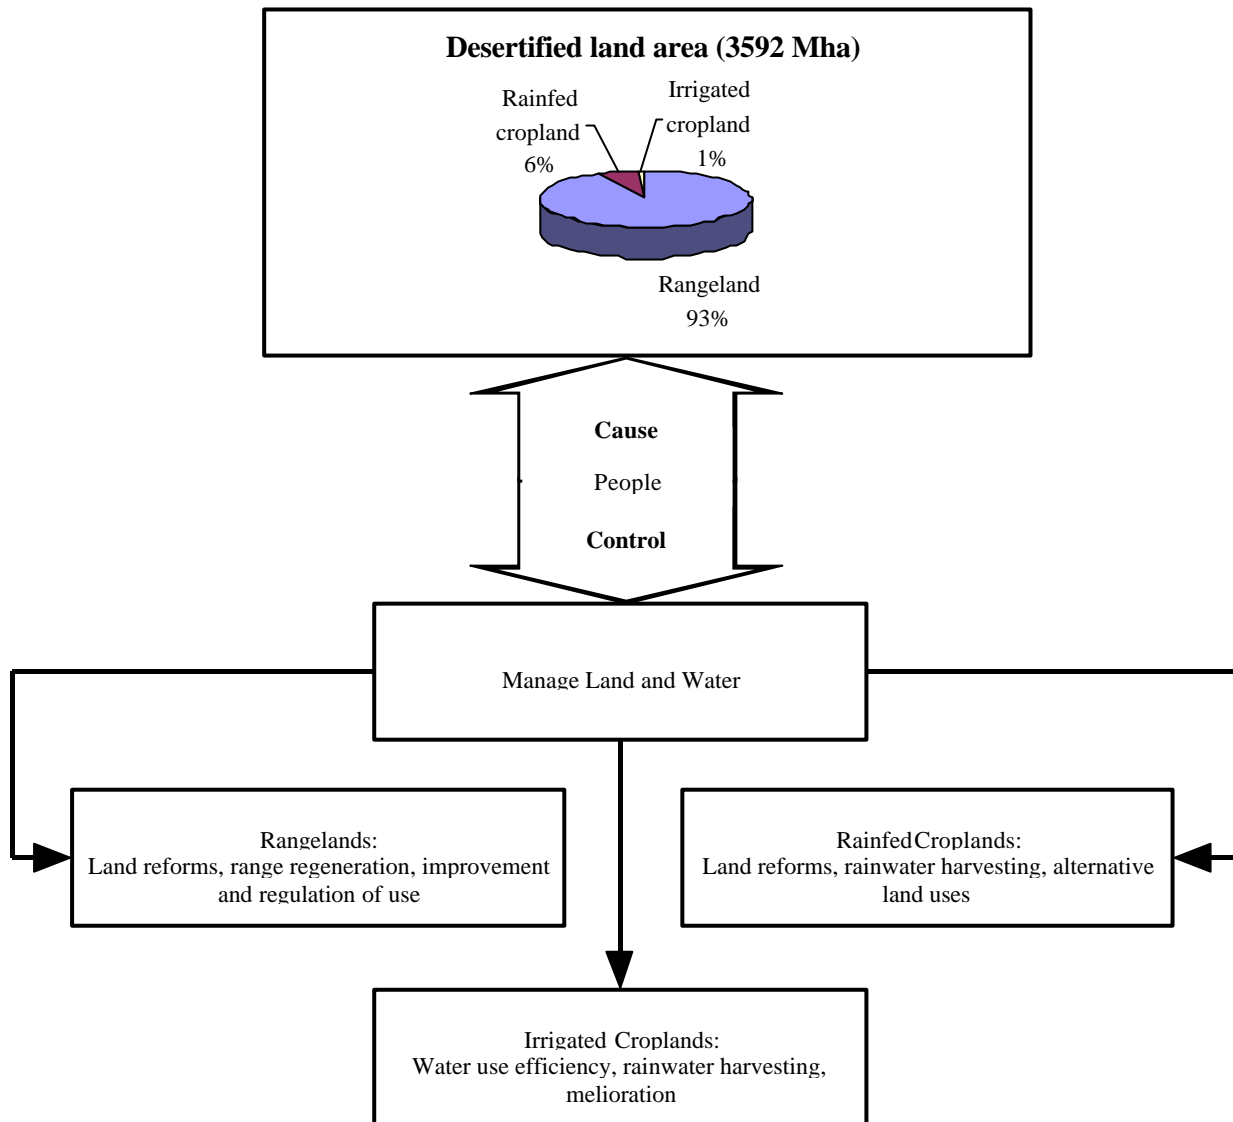 Desertified land area (3592 Mha)
Rainfed
cropland
6%
Irrigated
cropland
1%
Rangeland
93%
Cause
People
Control
Manage Land and Water
Rangelands:
Land reforms, range regeneration, improvement
and regulation of use
Rainfed Croplands:
Land reforms, rainwater harvesting, alternative
land uses
Irrigated Croplands:
Water use efficiency, rainwater harvesting,
melioration